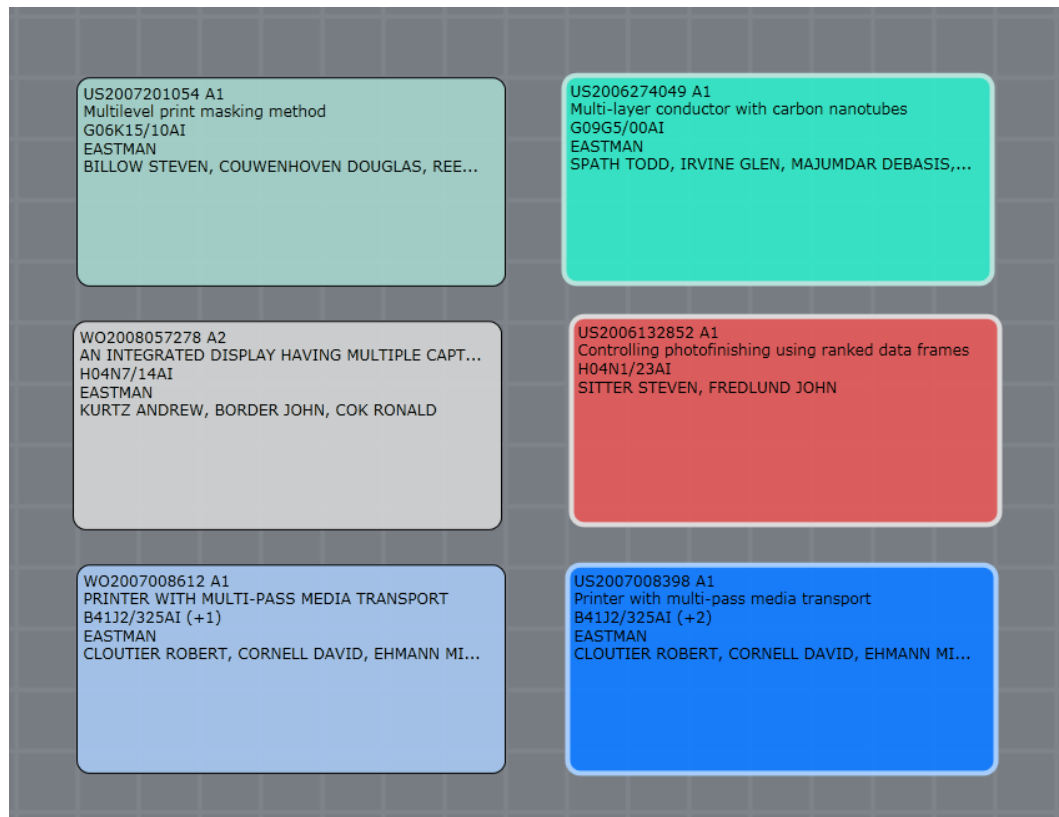 US2007201054 A1
Multilevel print masking method
G06K15/10AI
EASTMAN
BILLOW STEVEN, COUWENHOVEN DOUGLAS, REE...
US2006274049 A1
Multi-layer conductor with carbon nanotubes
G09G5/00AI
EASTMAN
SPATH TODD, IRVINE GLEN, MAJUMDAR DEBASIS,...
WO2008057278 A2
AN INTEGRATED DISPLAY HAVING MULTIPLE CAPT...
H04N7/14AI
EASTMAN
KURTZ ANDREW, BORDER JOHN, COK RONALD
US2006132852 A1
Controlling photofinishing using ranked data frames
H04N1/23AI
SITTER STEVEN, FREDLUND JOHN
WO2007008612 A1
PRINTER WITH MULTI-PASS MEDIA TRANSPORT
B41J2/325AI (+1)
EASTMAN
CLOUTIER ROBERT, CORNELL DAVID, EHMANN MI...
US2007008398 A1
Printer with multi-pass media transport
B41J2/325AI (+2)
EASTMAN
CLOUTIER ROBERT, CORNELL DAVID, EHMANN MI...